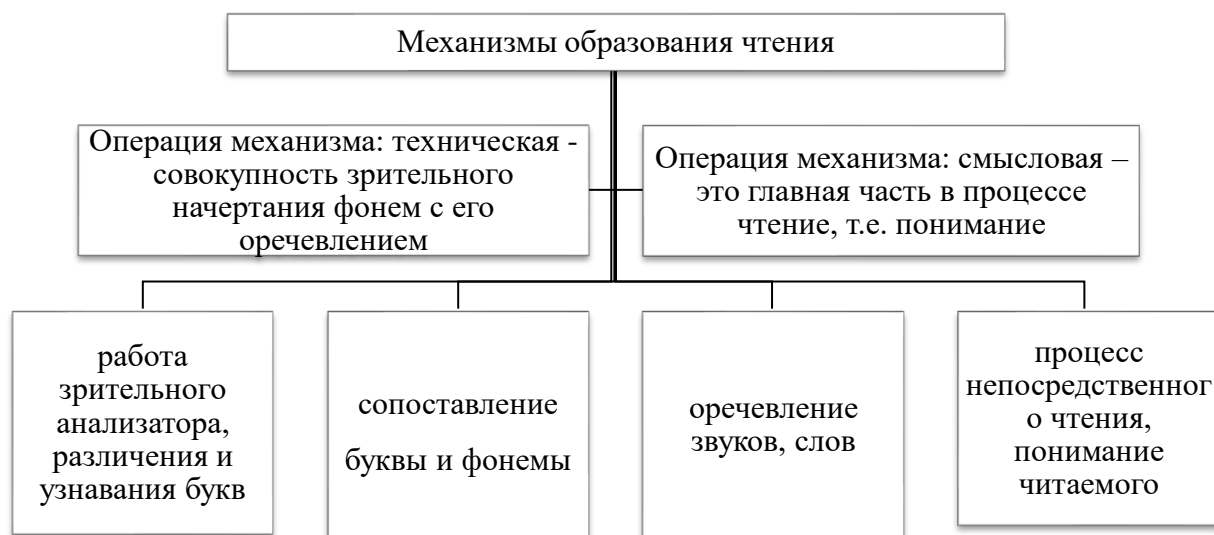 Механизмы образования чтения
Операция механизма: техническая -
совокупность зрительного
начертания фонем с его
оречевлением
Операция механизма: смысловая –
это главная часть в процессе
чтение, т.е. понимание
работа
зрительного
анализатора,
различения и
узнавания букв
сопоставление
буквы и фонемы
оречевление
звуков, слов
процесс
непосредственног
о чтения,
понимание
читаемого